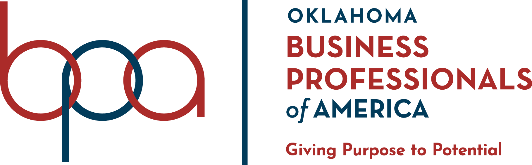 bpa
OKLAHOMA
BUSINESS
PROFESSIONALS
of AMERICA
Giving Purpose to Potential